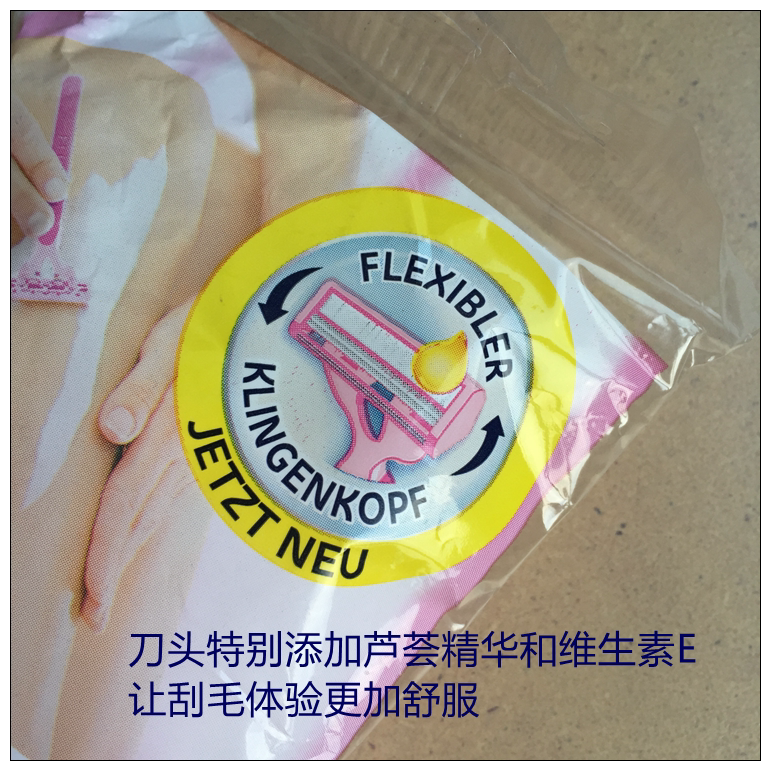 FLEXIBLER
KLINGENKOPF
JETZT NEU
刀头特别添加芦荟精华和维生素E
让刮毛体验更加舒服